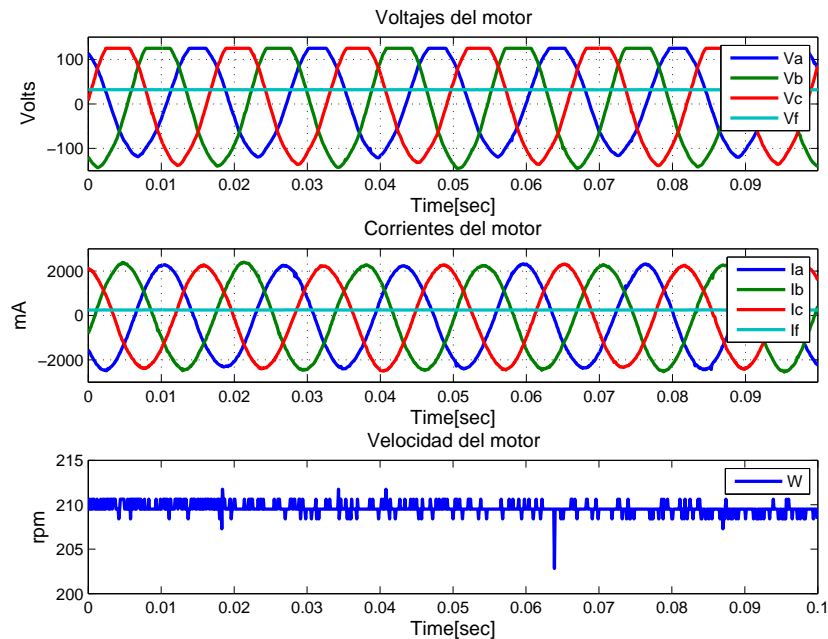 Voltajes del motor
Volts
100
0
−100
Va
Vb
Vc
Vf
0 0.01 0.02 0.03 0.04 0.05 0.06 0.07 0.08 0.09
Time[sec]
Corrientes del motor
mA
2000
0
−2000
Ia
Ib
Ic
If
0 0.01 0.02 0.03 0.04 0.05 0.06 0.07 0.08 0.09
Time[sec]
Velocidad del motor
rpm
215
210
205
200
W
0 0.01 0.02 0.03 0.04 0.05 0.06 0.07 0.08 0.09 0.1
Time[sec]